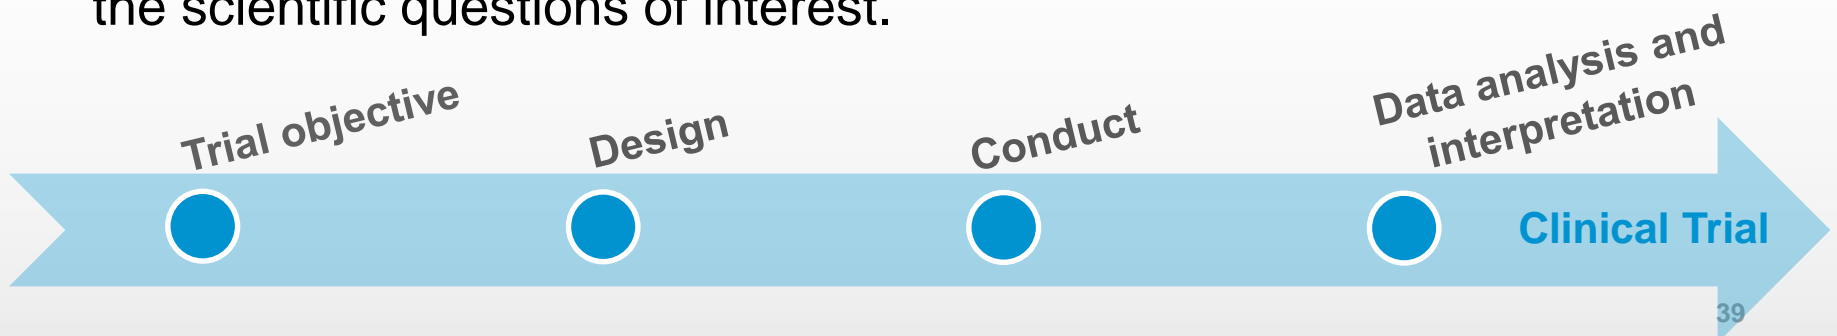 the scientific questions of interest.
Trial objective
Design
Conduct
Data analysis and
interpretation
Clinical Trial
39